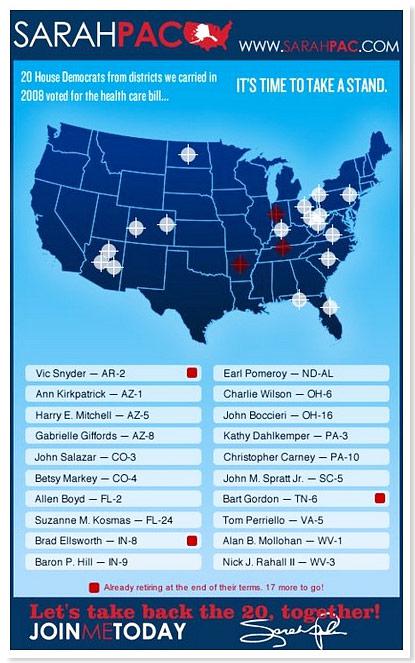 SARAHPAC
WWW.SARAHPAC.COM
20 House Democrats from districts we carried in
2008 voted for the health care bill...
IT'S TIME TO TAKE A STAND.
Vic Snyder — AR-2
Ann Kirkpatrick — AZ-1
Harry E. Mitchell — AZ-5
Gabrielle Giffords — AZ-8
John Salazar — CO-3
Betsy Markey — CO-4
Allen Boyd — FL-2
Suzanne M. Kosmas — FL-24
Brad Ellsworth — IN-8
Baron P. Hill — IN-9
Earl Pomeroy — ND-AL
Charlie Wilson — OH-6
John Boccieri — OH-16
Kathy Dahlkemper — PA-3
Christopher Carney — PA-10
John M. Spratt Jr. — SC-5
Bart Gordon — TN-6
Tom Perriello — VA-5
Alan B. Mollohan — WV-1
Nick J. Rahall II — WV-3
Already retiring at the end of their terms. 17 more to go!
Let's take back the 20, together!
JOINMETODAY